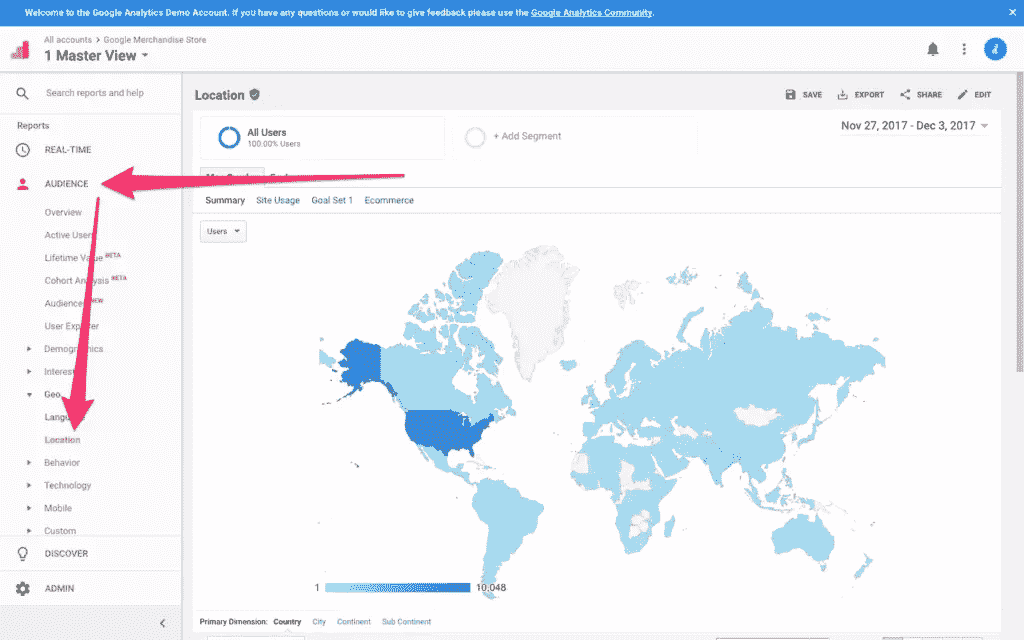 Welcome to the Google Analytics Demo Account. If you have any questions or would like to give feedback please use the Google Analytics Community.
All accounts > Google Merchandise Store
1 Master View
Search reports and help
Reports
REAL-TIME
AUDIENCE
Overview
Active Users
Lifetime Value BETA
Cohort Analysis BETA
Audiences NEW
User Explorer
Demographics
Interests
Geo
Language
Location
Behavior
Technology
Mobile
Custom
DISCOVER
ADMIN
Location
SAVE
EXPORT
SHARE
EDIT
All Users
100.00% Users
+ Add Segment
Nov 27, 2017 - Dec 3, 2017
Summary Site Usage Goal Set 1 Ecommerce
Users
1 10,048
Primary Dimension: Country City Continent Sub Continent